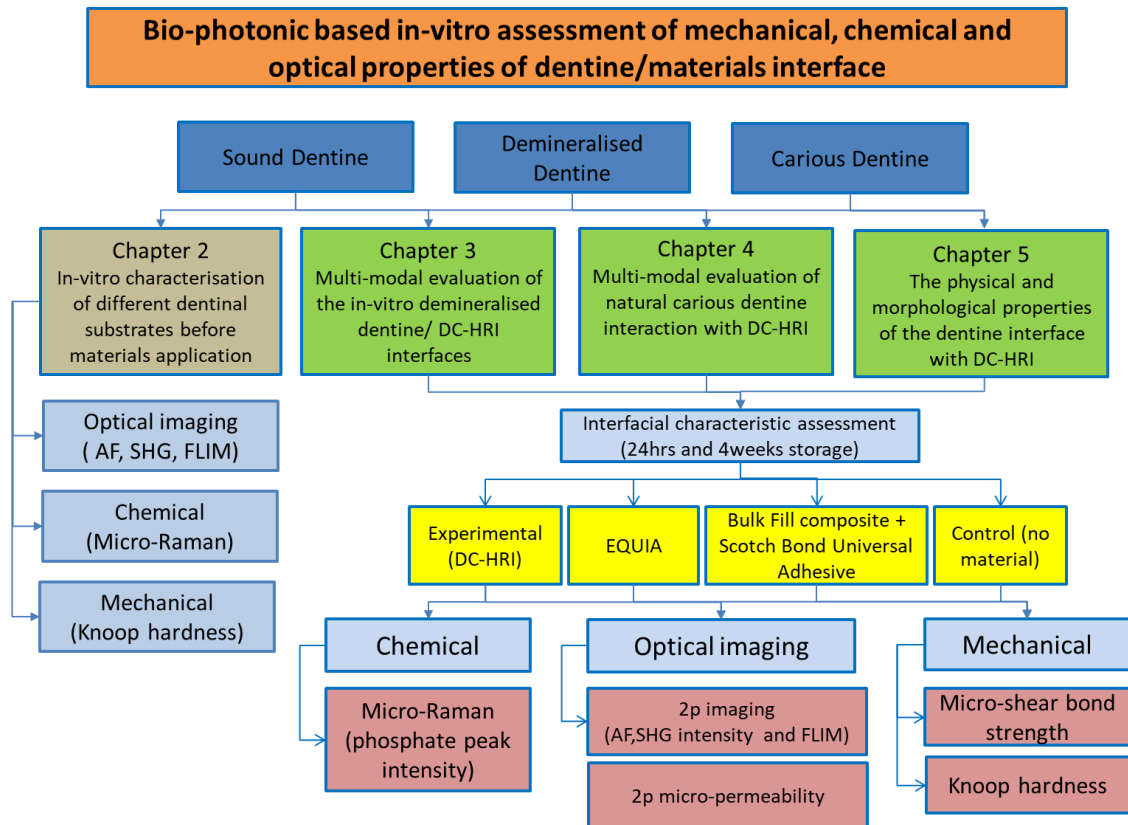 Bio-photonic based in-vitro assessment of mechanical, chemical and
optical properties of dentine/materials interface
Sound Dentine
Demineralised
Dentine
Carious Dentine
Chapter 2
In-vitro characterisation
of different dentinal
substrates before
materials application
Chapter 3
Multi-modal evaluation of
the in-vitro demineralised
dentine/ DC-HRI
interfaces
Chapter 4
Multi-modal evaluation of
natural carious dentine
interaction with DC-HRI
Chapter 5
The physical and
morphological properties
of the dentine interface
with DC-HRI
Optical imaging
( AF, SHG, FLIM)
Chemical
(Micro-Raman)
Mechanical
(Knoop hardness)
Interfacial characteristic assessment
(24hrs and 4weeks storage)
Experimental
(DC-HRI)
EQUIA
Bulk Fill composite +
Scotch Bond Universal
Adhesive
Control (no
material)
Chemical
Optical imaging
Mechanical
Micro-Raman
(phosphate peak
intensity)
2p imaging
(AF,SHG intensity and FLIM)
2p micro-permeability
Micro-shear bond
strength
Knoop hardness